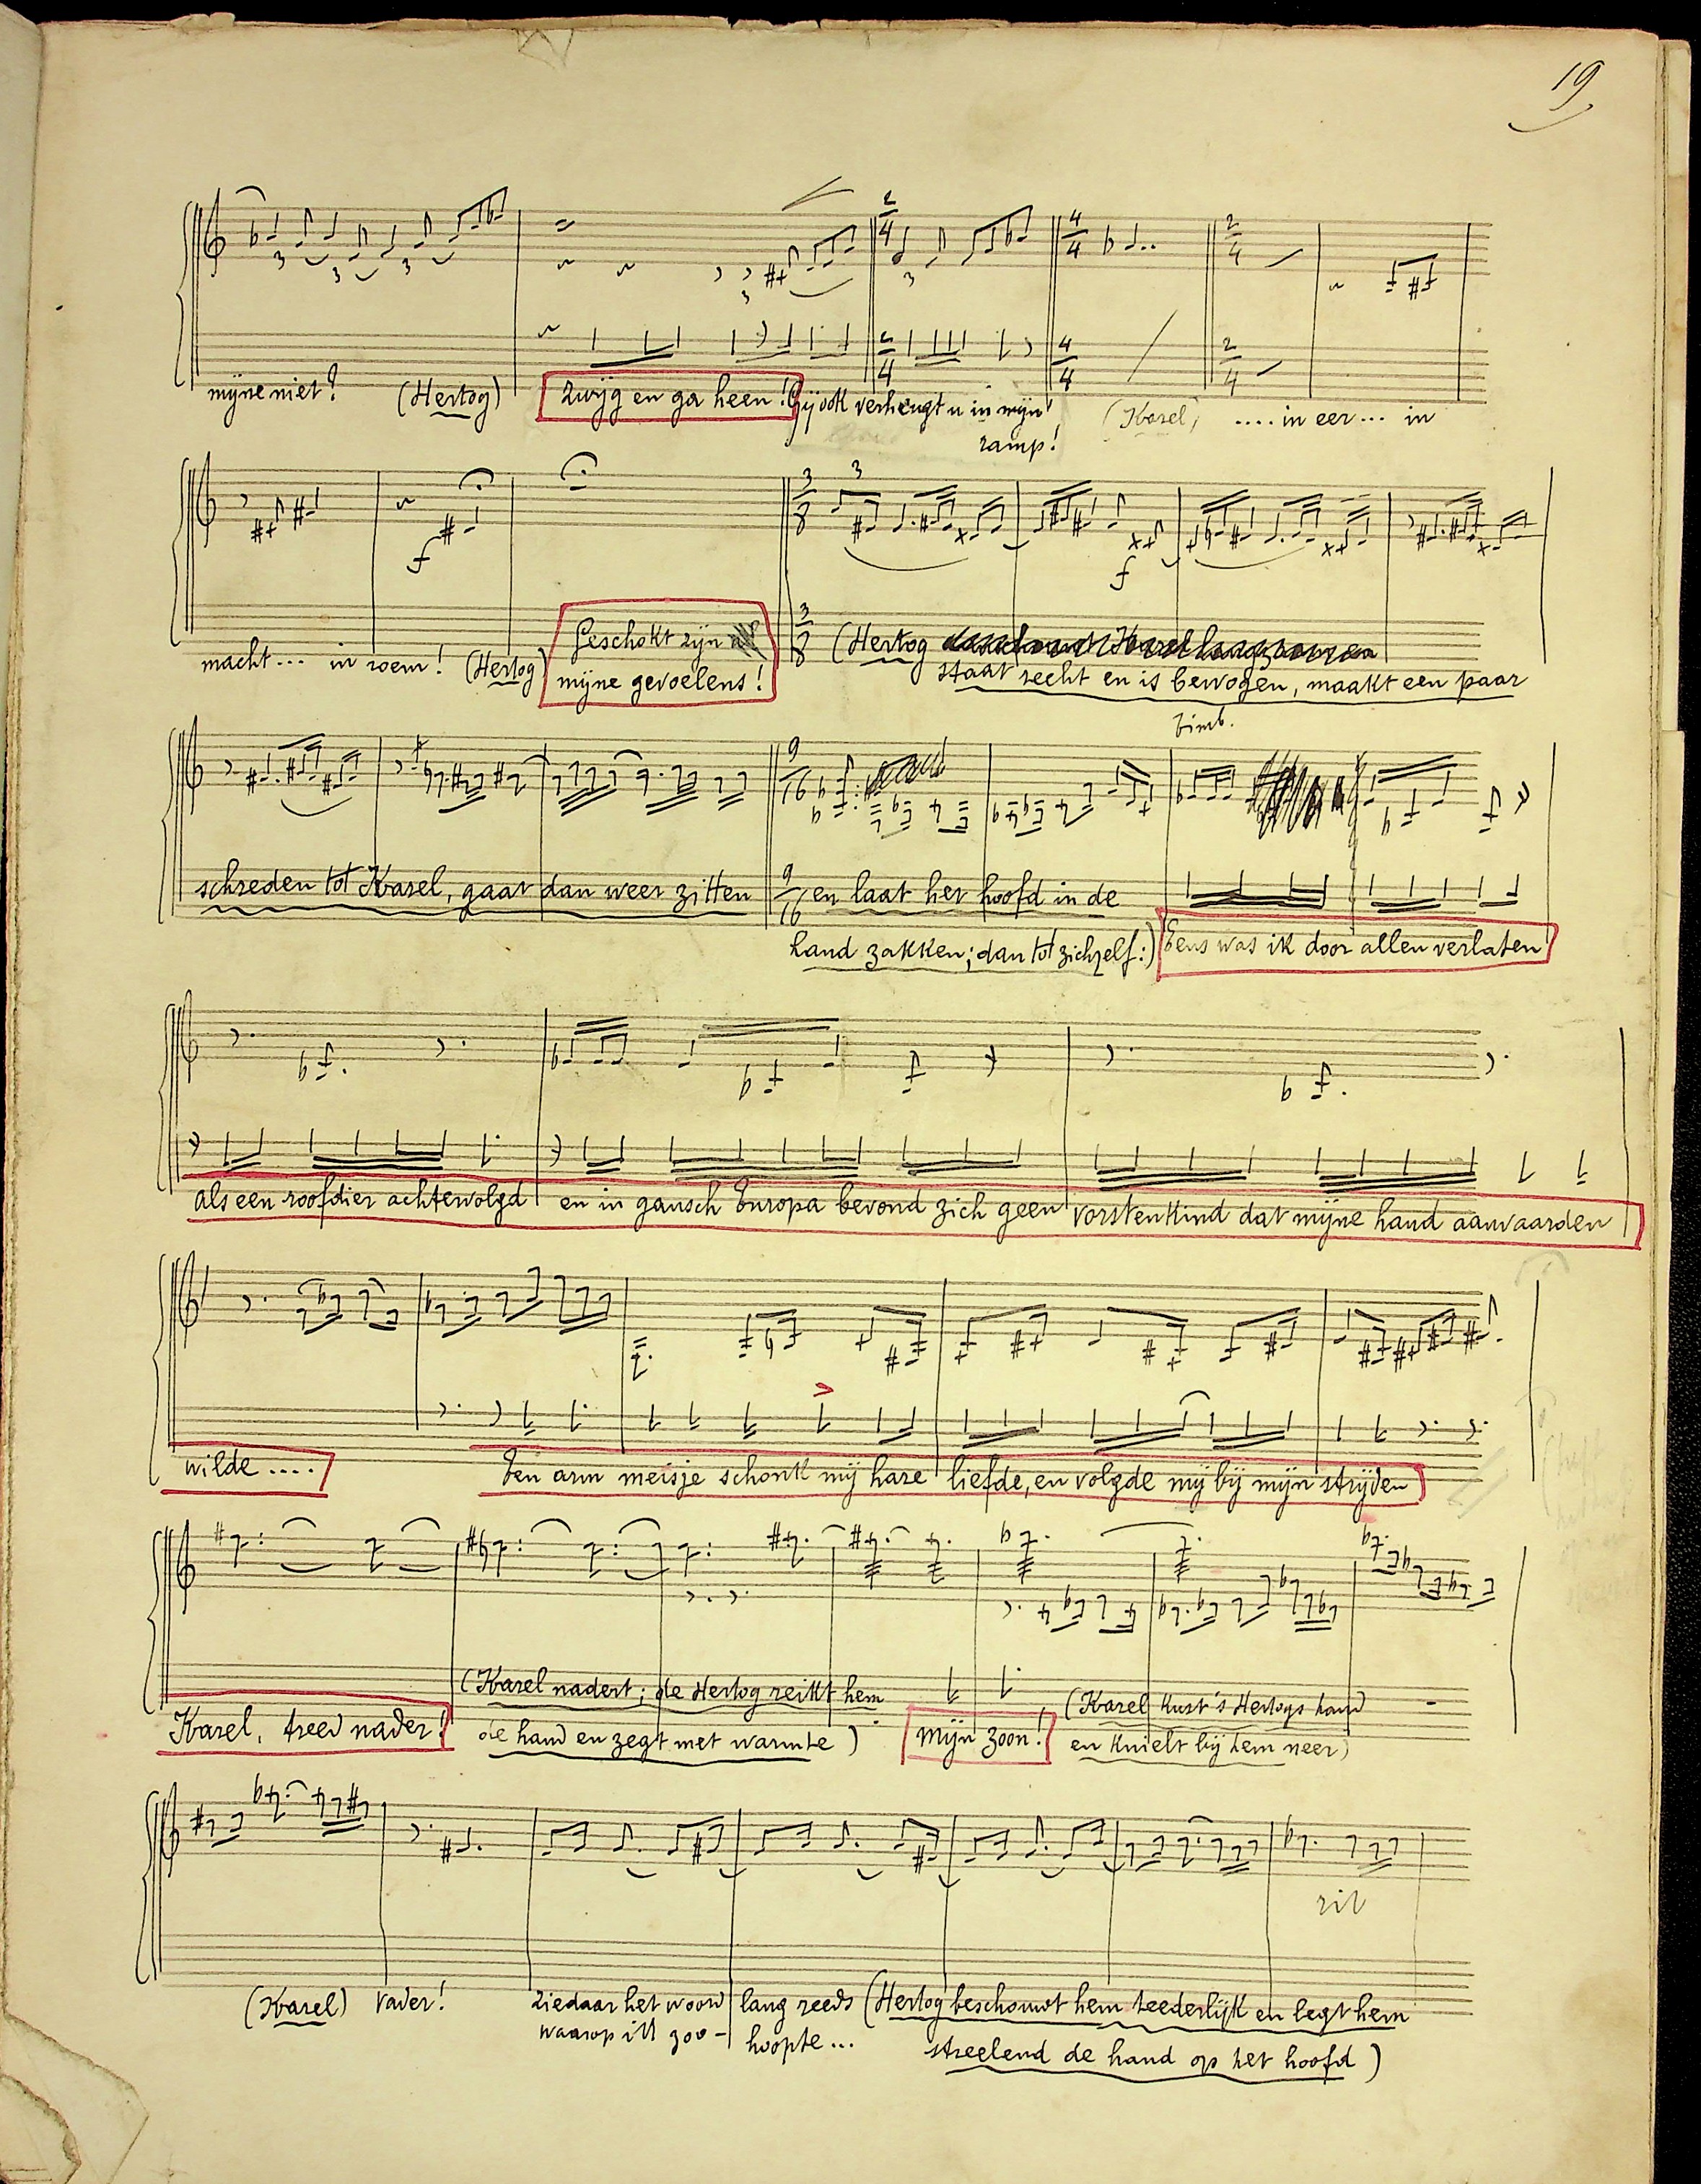 19
mijne niet? (Hertog) Zwijg en ga heen! Gij ook verheugt u in mijn
ramp! (Karel) .... in eer... in
macht... in roem! (Hertog) Geschokt zijn
mijne gevoelens! (Hertog
staat recht en is bewogen, maakt een paar
Timb.
schreden tot Karel, gaat dan weer zitten en laat het hoofd in de
hand zakken; dan tot zichzelf:) Eens was ik door allen verlaten
als een roofdier achtervolgd en in gansch Europa bevond zich geen vorstenkind dat mijne hand aanvaarden
wilde .... Een arm meisje schonk mij hare liefde, en volgde mij bij mijn strijden
Karel, treed nader! (Karel nadert; de Hertog reikt hem
de hand en zegt met warmte) Mijn zoon! (Karel kust 's Hertogs hand
en knielt bij hem neer)
rit
(Karel) Vader! Ziedaar het woord lang reeds (Hertog beschouwt hem teederlijk en legt hem
waarop ik zoo- hoopte... streelend de hand op het hoofd)